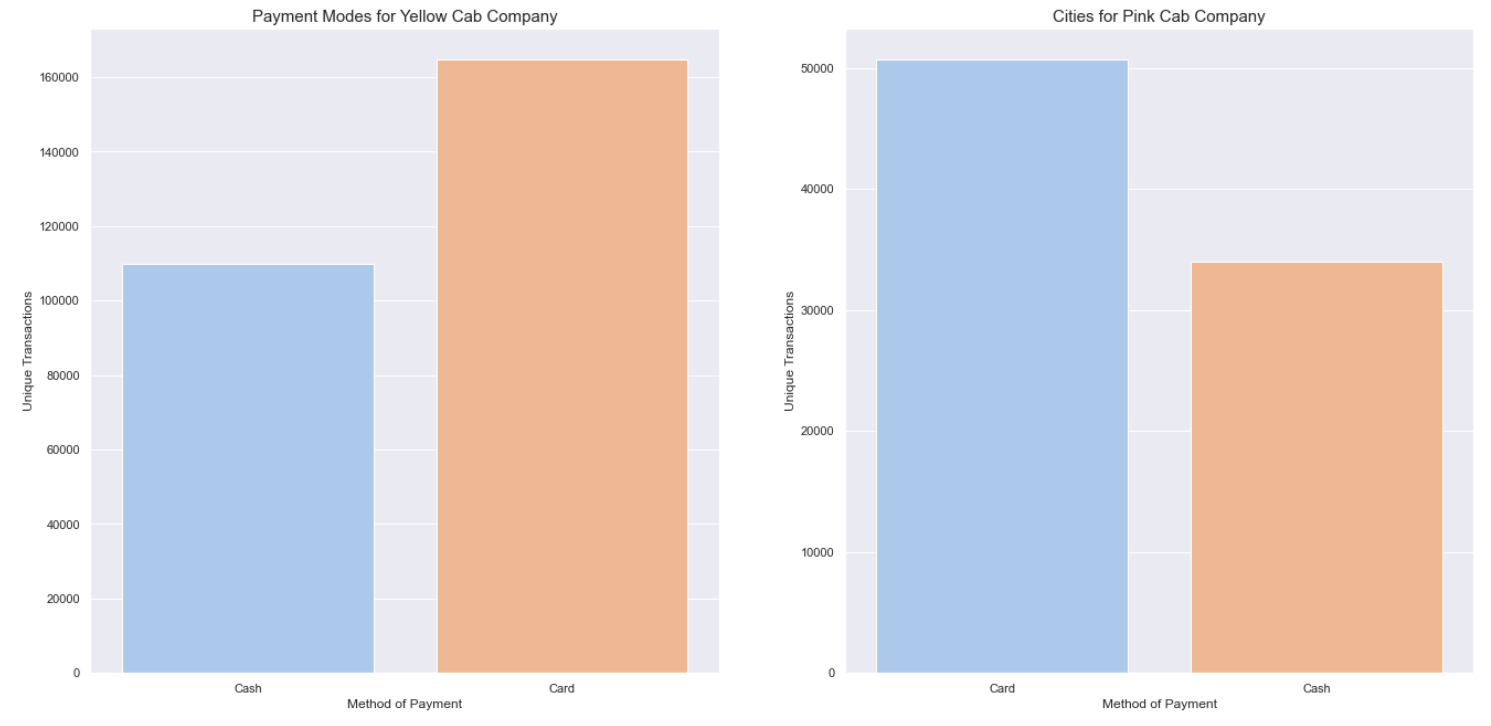 Payment Modes for Yellow Cab Company
160000
140000
120000
100000
80000
60000
40000
20000
0
Unique Transactions
Cash
Card
Method of Payment
Cities for Pink Cab Company
50000
40000
30000
20000
10000
0
Unique Transactions
Card
Cash
Method of Payment